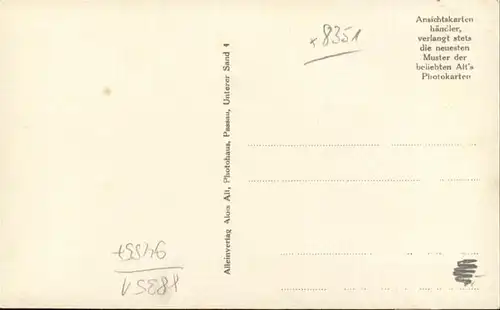 Ansichtskarten
händler,
verlangt stets
die neuesten
Muster der
beliebten Alt's
Photokarten
x8351
Alleinverlag Alois Alt, Photohaus, Passau, Unterer Sand 4